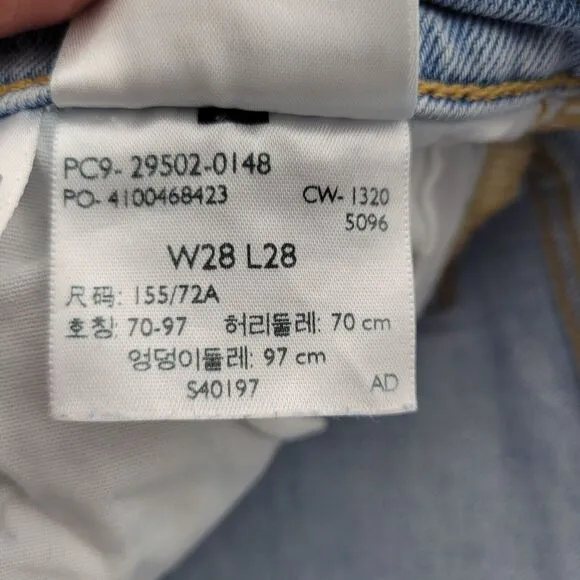 PC9- 29502-0148
PO- 4100468423 CW- 1320
5096
W28 L28
尺码: 155/72A
호칭: 70-97 허리둘레: 70 cm
엉덩이둘레: 97 cm
S40197 AD